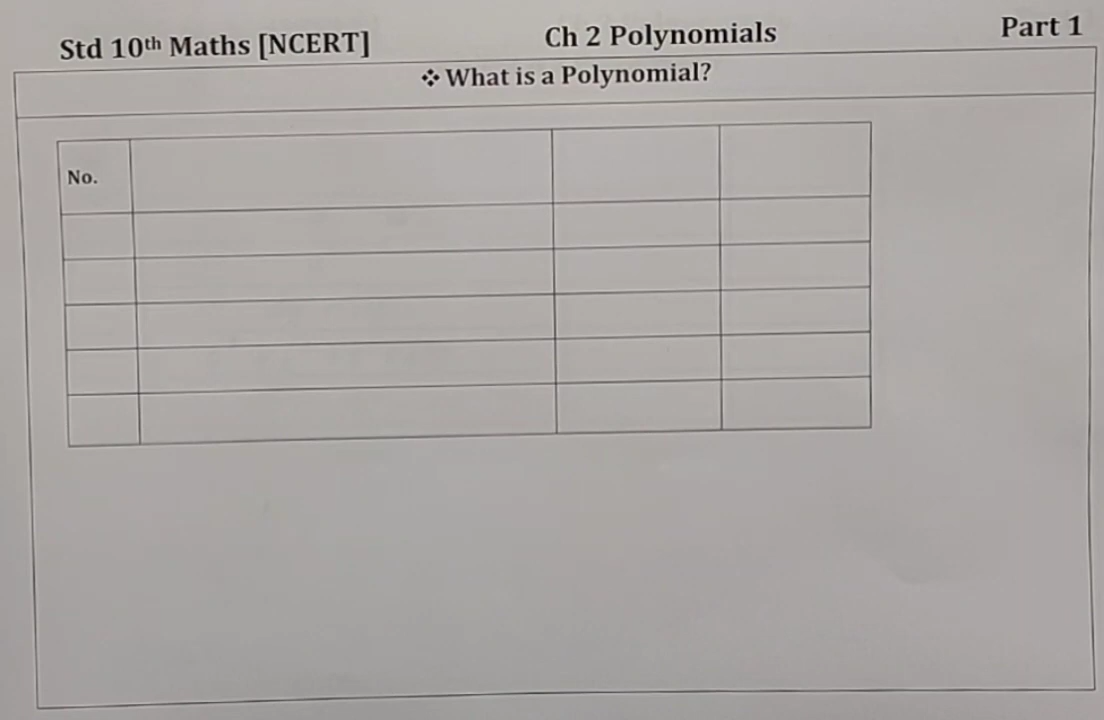 Std 10th Maths [NCERT] Ch 2 Polynomials Part 1
❖ What is a Polynomial?
No.